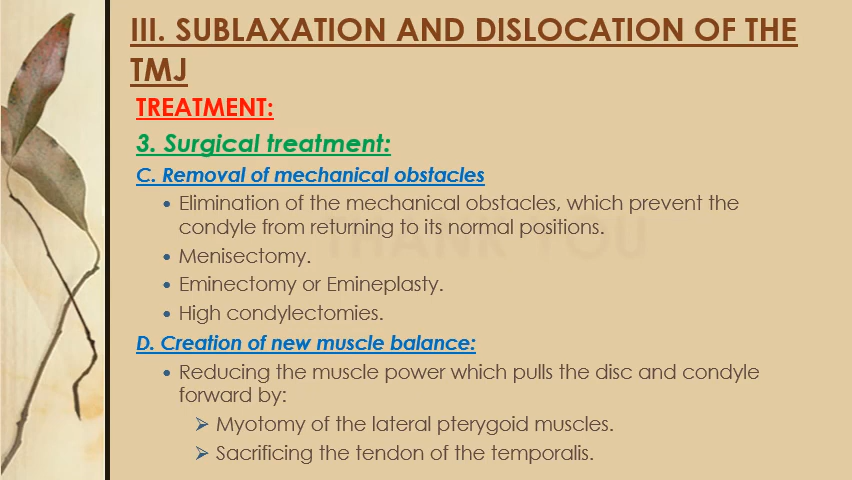 III. SUBLAXATION AND DISLOCATION OF THE
TMJ
TREATMENT:
3. Surgical treatment:
C. Removal of mechanical obstacles
• Elimination of the mechanical obstacles, which prevent the
condyle from returning to its normal positions.
• Menisectomy.
• Eminectomy or Emineplasty.
• High condylectomies.
THANK YOU
D. Creation of new muscle balance:
• Reducing the muscle power which pulls the disc and condyle
forward by:
➢ Myotomy of the lateral pterygoid muscles.
➢ Sacrificing the tendon of the temporalis.